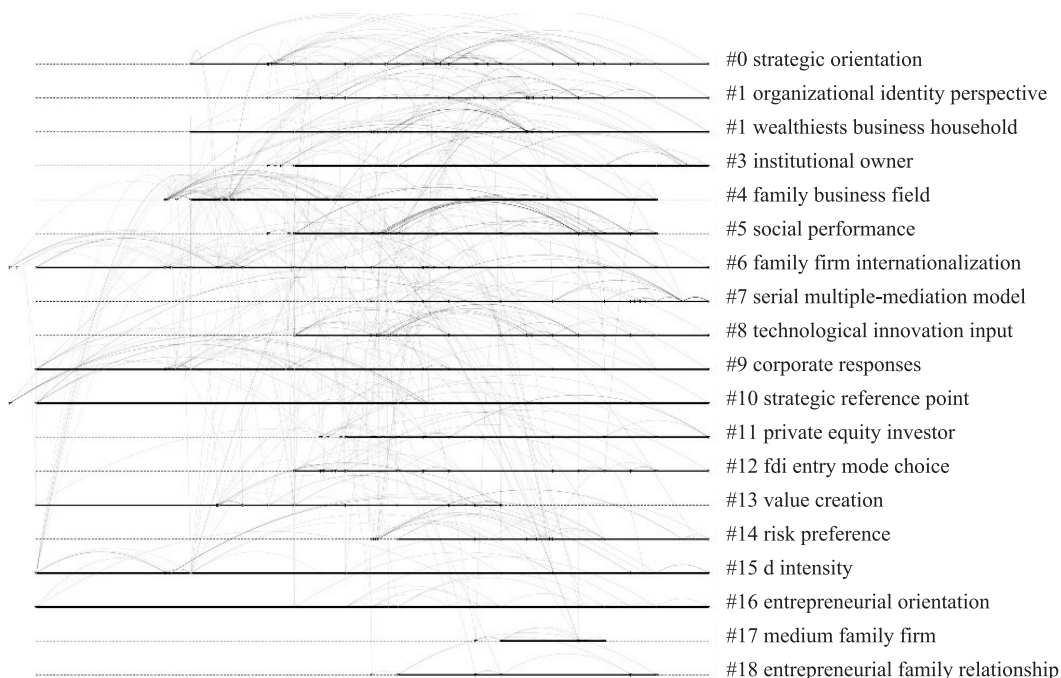 #0 strategic orientation
#1 organizational identity perspective
#1 wealthiests business household
#3 institutional owner
#4 family business field
#5 social performance
#6 family firm internationalization
#7 serial multiple-mediation model
#8 technological innovation input
#9 corporate responses
#10 strategic reference point
#11 private equity investor
#12 fdi entry mode choice
#13 value creation
#14 risk preference
#15 d intensity
#16 entrepreneurial orientation
#17 medium family firm
#18 entrepreneurial family relationship